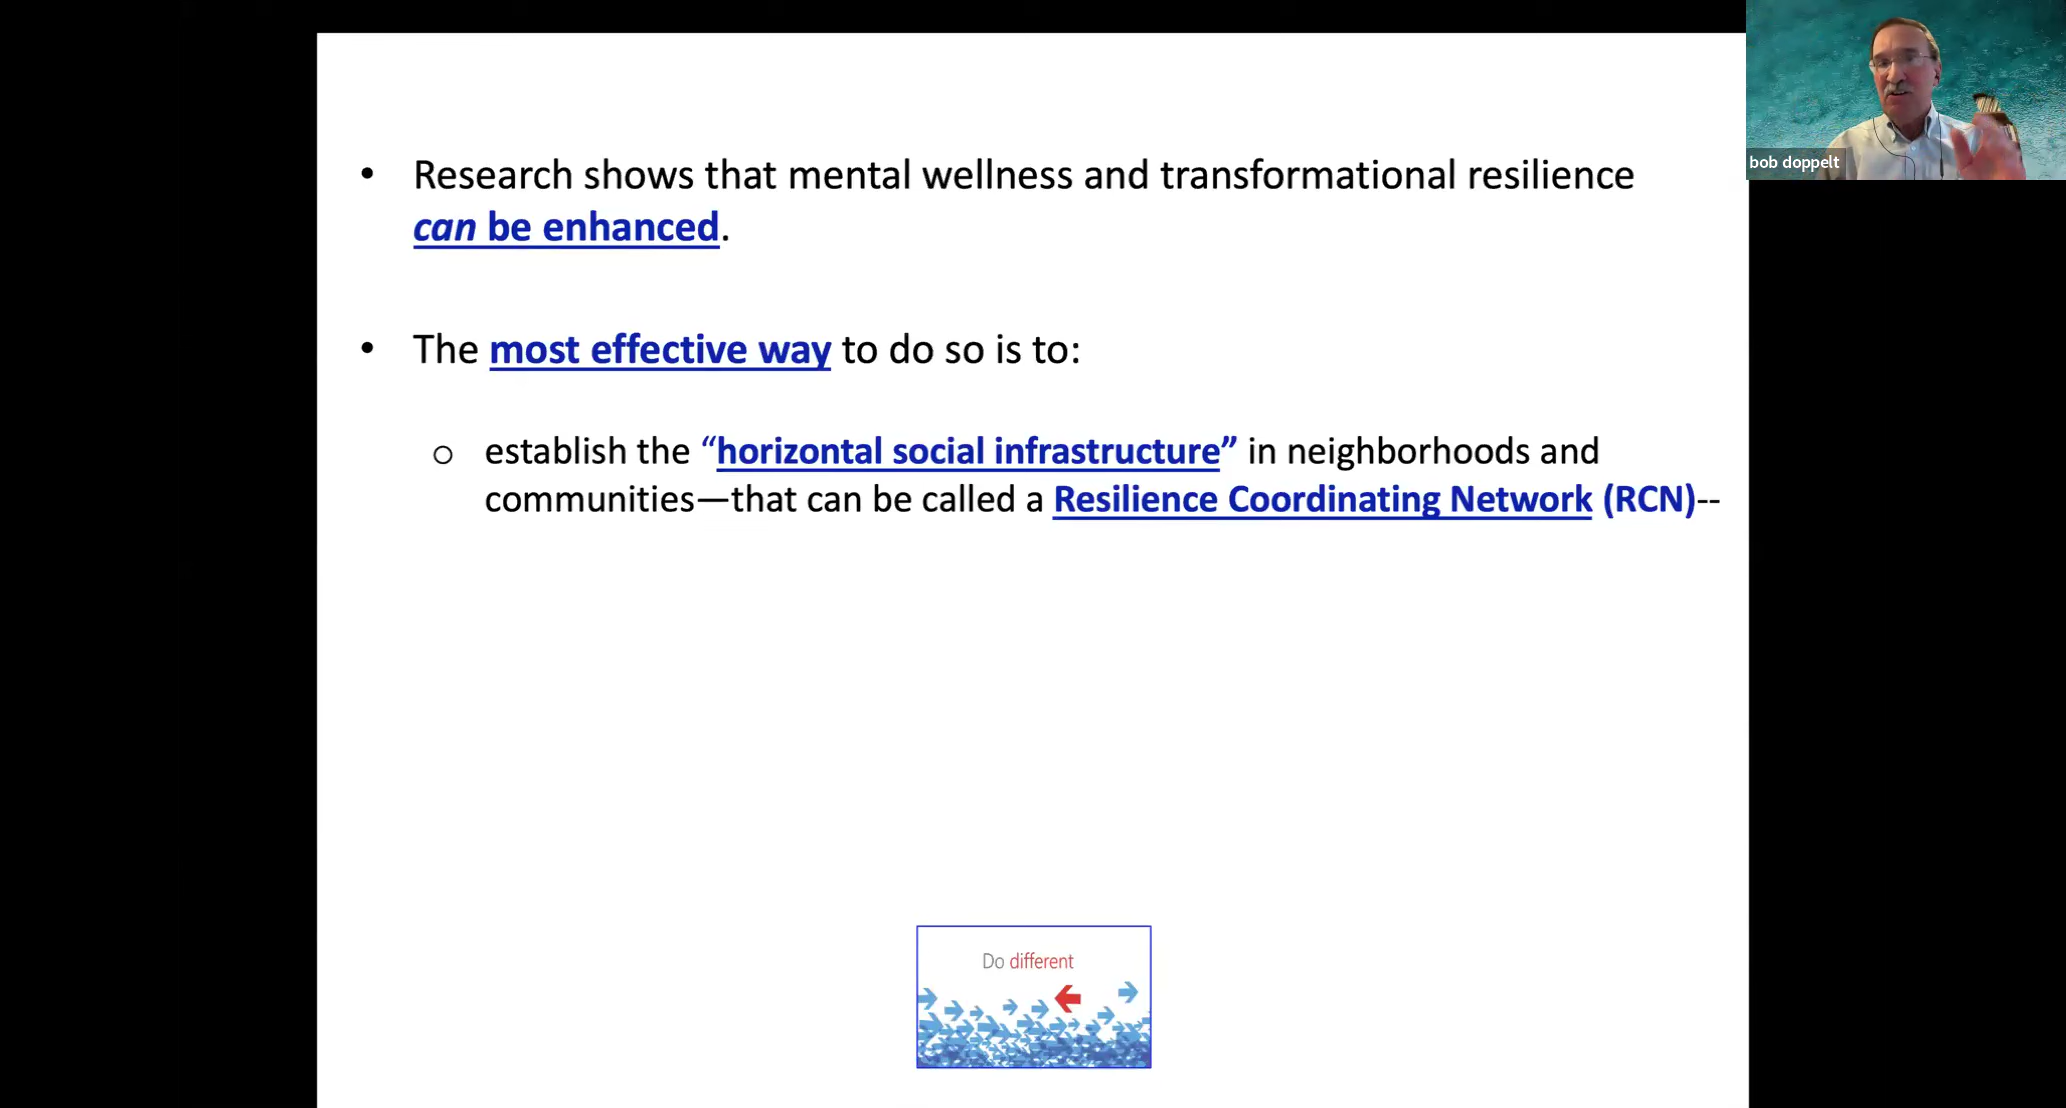 • Research shows that mental wellness and transformational resilience
can be enhanced.
• The most effective way to do so is to:
o establish the “horizontal social infrastructure” in neighborhoods and
communities—that can be called a Resilience Coordinating Network (RCN)--
Do different
bob doppelt